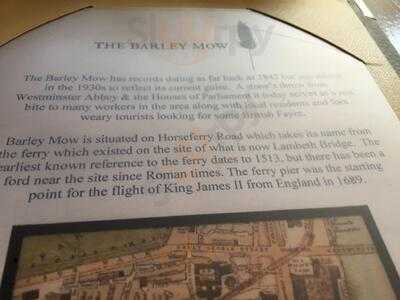 THE BARLEY MOW
The Barley Mow has records dating as far back at 1842 but was
in the 1930s to reflect its current guise. A stone's throw from
Westminster Abbey & the Houses of Parliament it today serves as a
bite to many workers in the area along with local residents and
weary tourists looking for some British Fayer.
Barley Mow is situated on Horseferry Road which takes its name from
the ferry which existed on the site of what is now Lambeth Bridge. The
earliest known reference to the ferry dates to 1513, but there has been a
ford near the site since Roman times. The ferry pier was the starting
point for the flight of King James II from England in 1689.